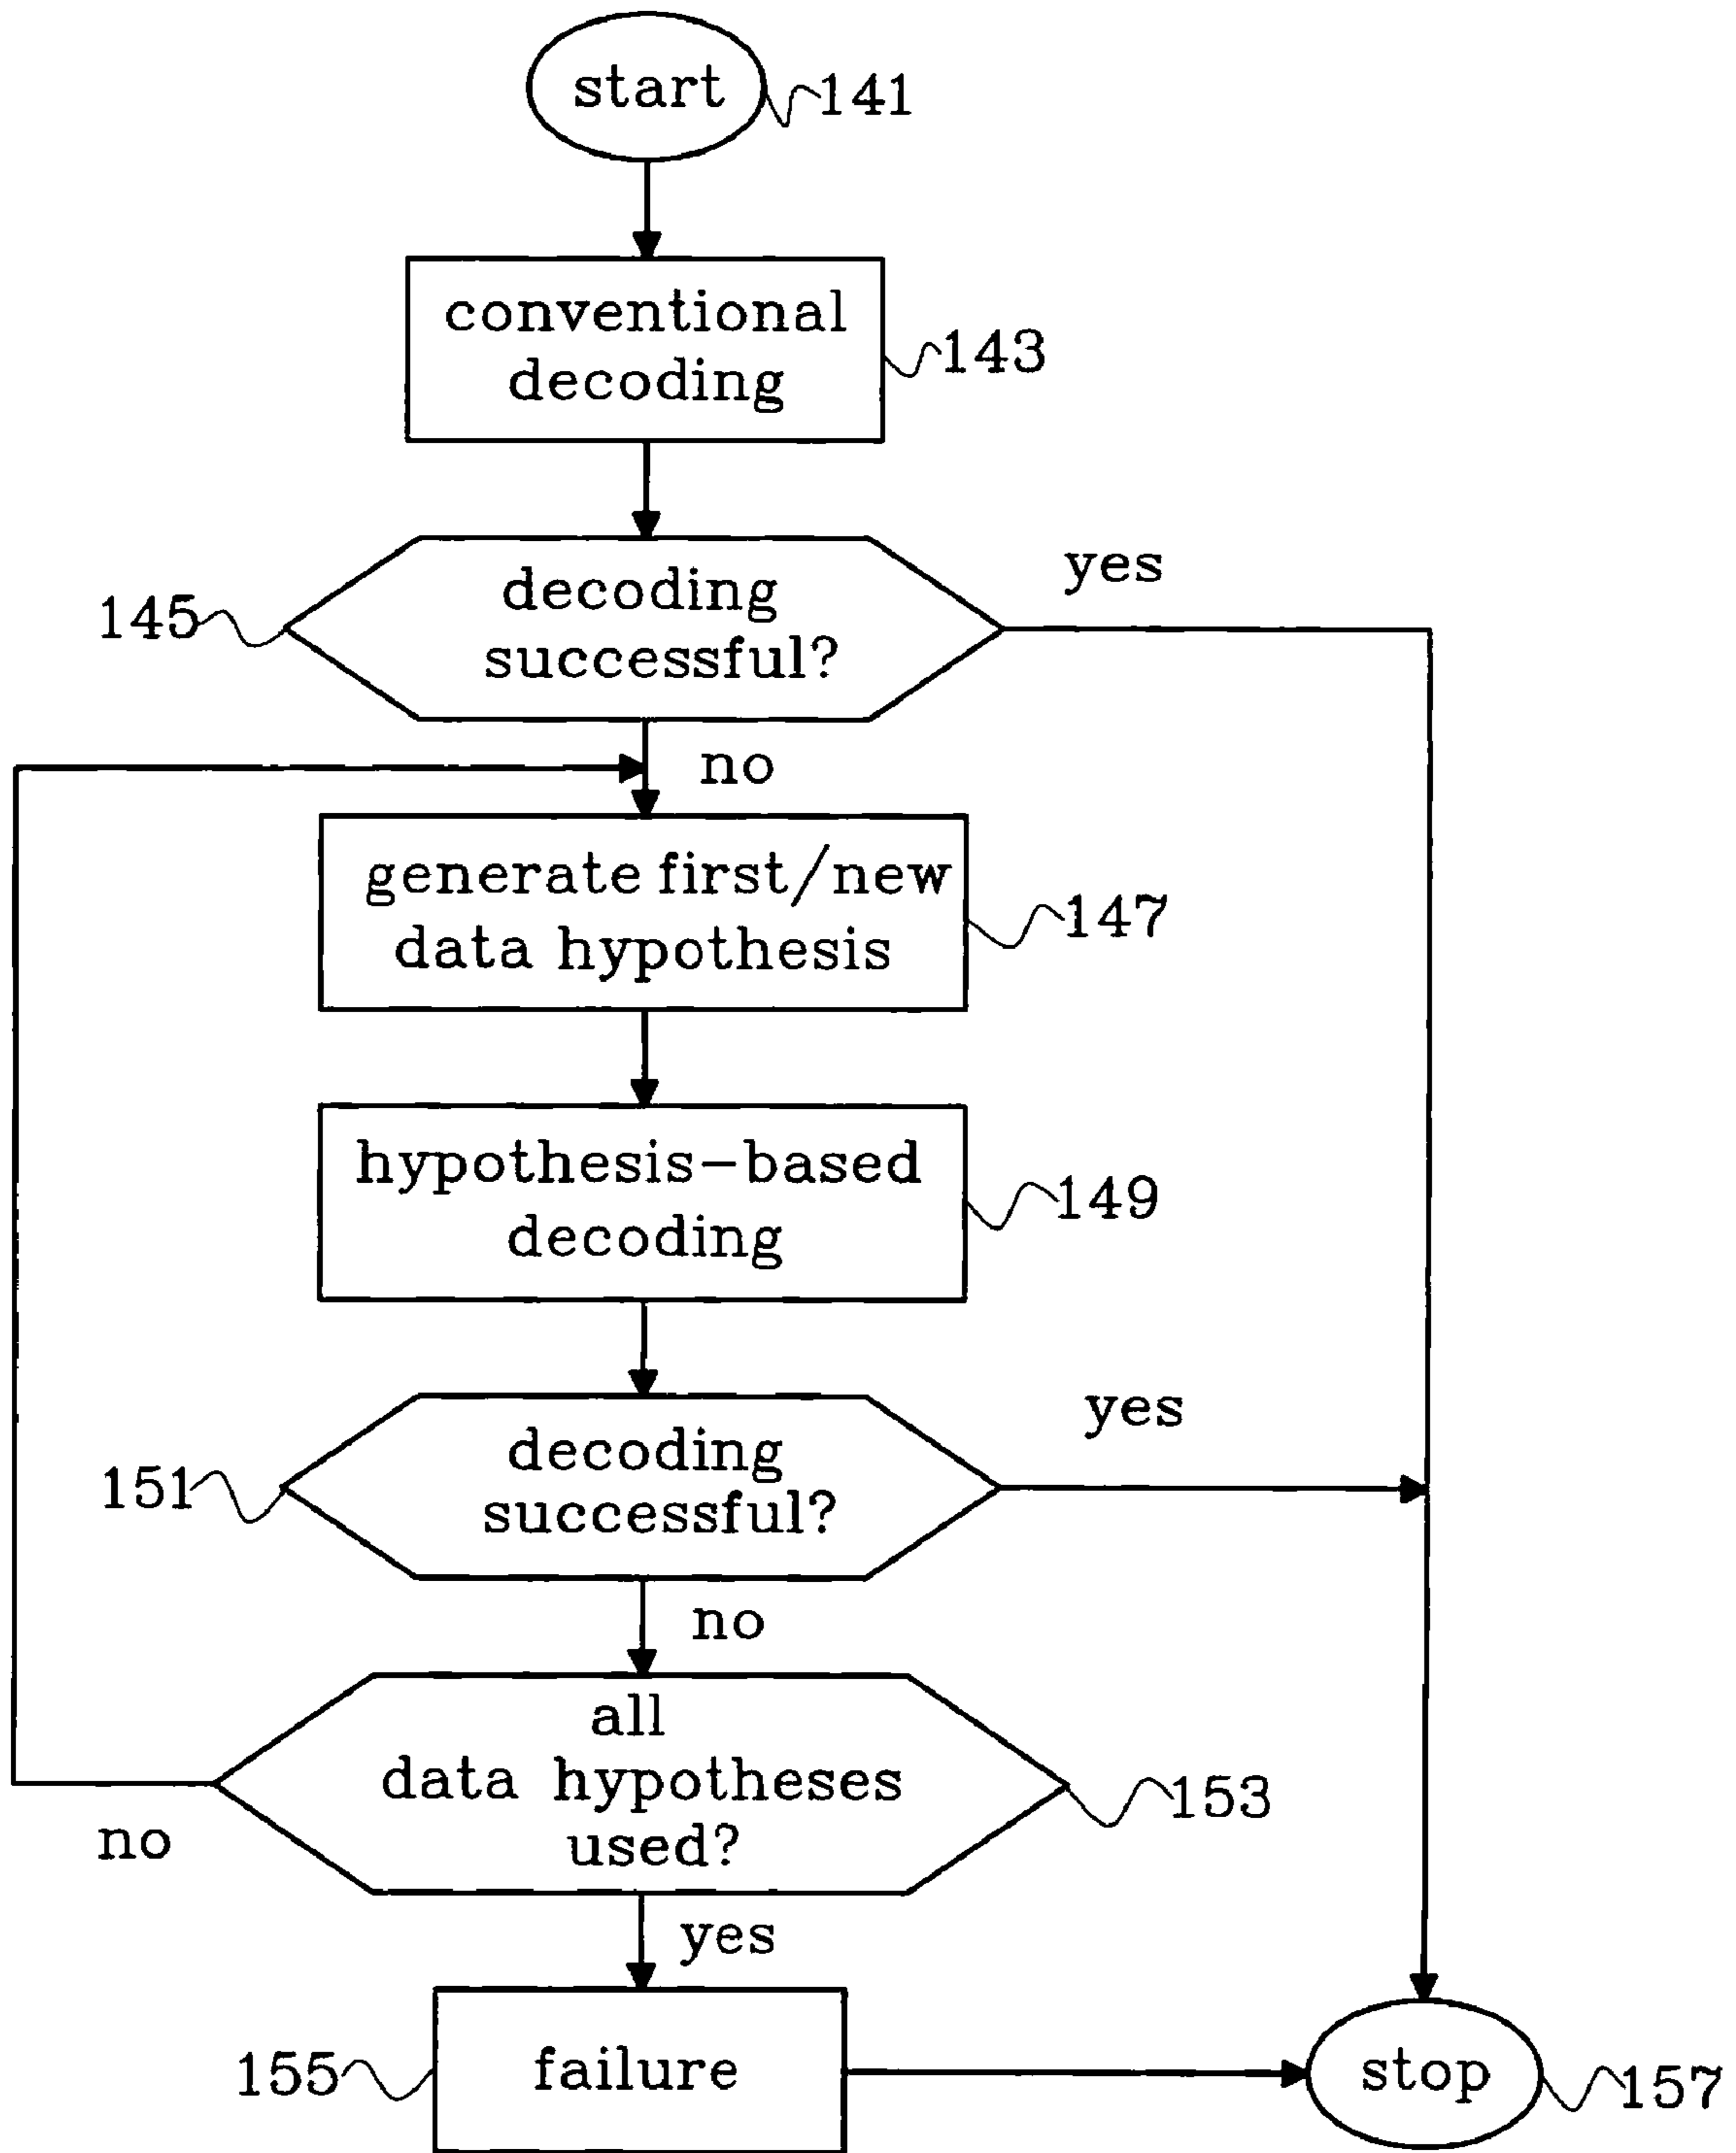 start
141
conventional
decoding
143
decoding
successful?
145
yes
no
generate first/new
data hypothesis
147
hypothesis-based
decoding
149
decoding
successful?
151
yes
no
all
data hypotheses
used?
153
no
yes
failure
155
stop
157